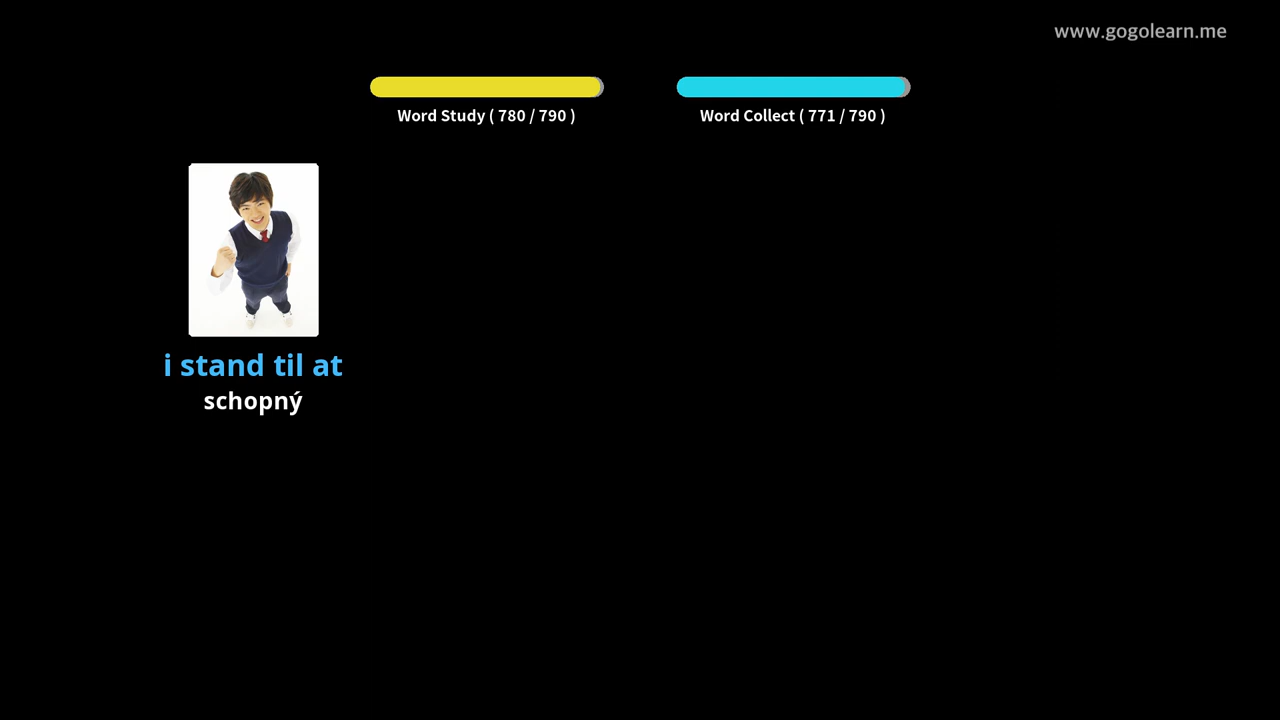 www.gogolearn.me
Word Study ( 780 / 790 )
Word Collect ( 771 / 790 )
i stand til at
schopný